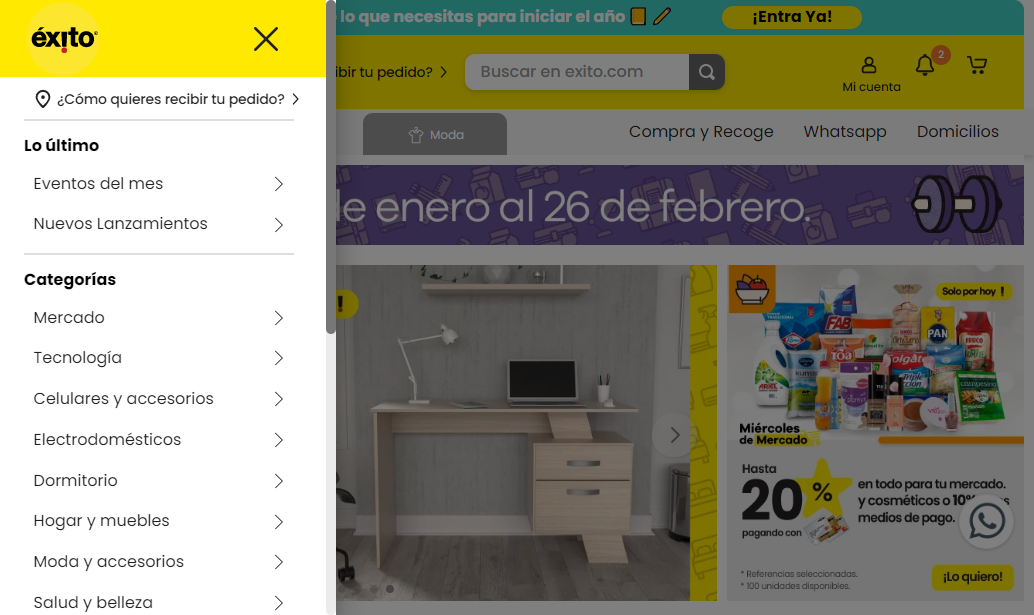 éxito
¿Cómo quieres recibir tu pedido?
Lo último
Eventos del mes
Nuevos Lanzamientos
Categorías
Mercado
Tecnología
Celulares y accesorios
Electrodomésticos
Dormitorio
Hogar y muebles
Moda y accesorios
Salud y belleza
lo que necesitas para iniciar el año
¡Entra Ya!
ibir tu pedido?
Buscar en exito.com
Mi cuenta
2
Moda
Compra y Recoge
Whatsapp
Domicilios
de enero al 26 de febrero.
!
Solo por hoy !
FAB
PAN
Colgate
Miércoles
de Mercado
Hasta
20%
pagando con
en todo para tu mercado.
y cosméticos o 10%
medios de pago.
* Referencias seleccionadas.
* 100 unidades disponibles.
¡Lo quiero!